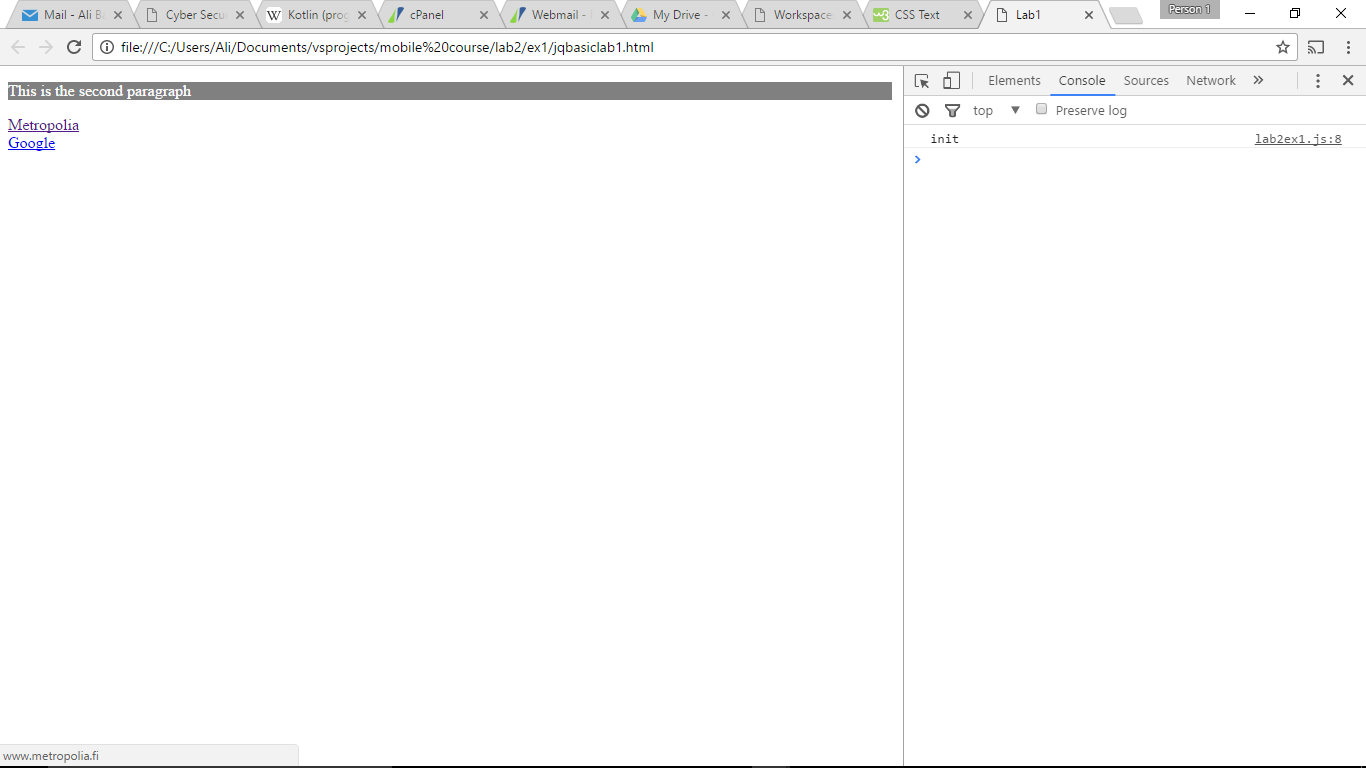 Mail - Ali B
Cyber Secu
Kotlin (prog
cPanel
Webmail -
My Drive -
Workspace
CSS Text
Lab1
Person 1
file:///C:/Users/Ali/Documents/vsprojects/mobile%20course/lab2/ex1/jqbasiclab1.html
This is the second paragraph
Metropolia
Google
Elements Console Sources Network »
top ▼ Preserve log
init lab2ex1.js:8
>
www.metropolia.fi